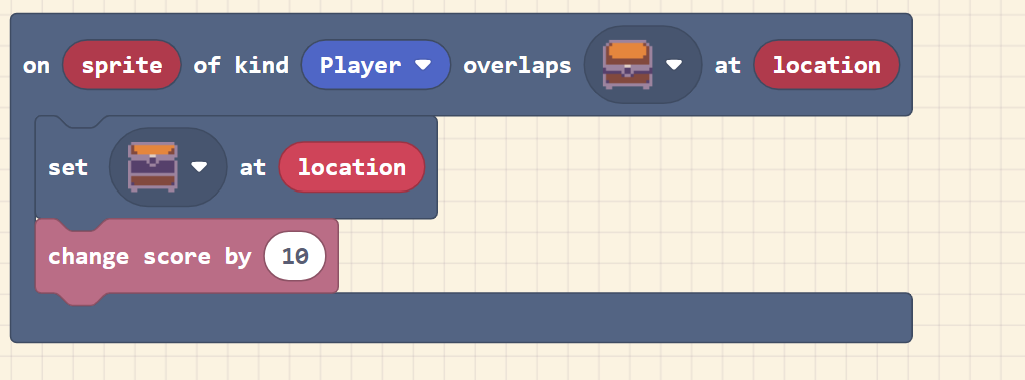 on sprite of kind Player overlaps at location
set at location
change score by 10